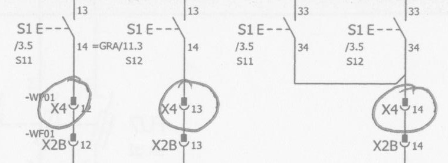 13 13 33 33
S1 E S1 E S1 E S1 E
/3.5 14 =GRA/11.3 14 /3.5 34 /3.5 34
S11 S12 S11 S12
-WF01
X4 12 X4 13 X4 14
-WF01
X2B 12 X2B 13 X2B 14